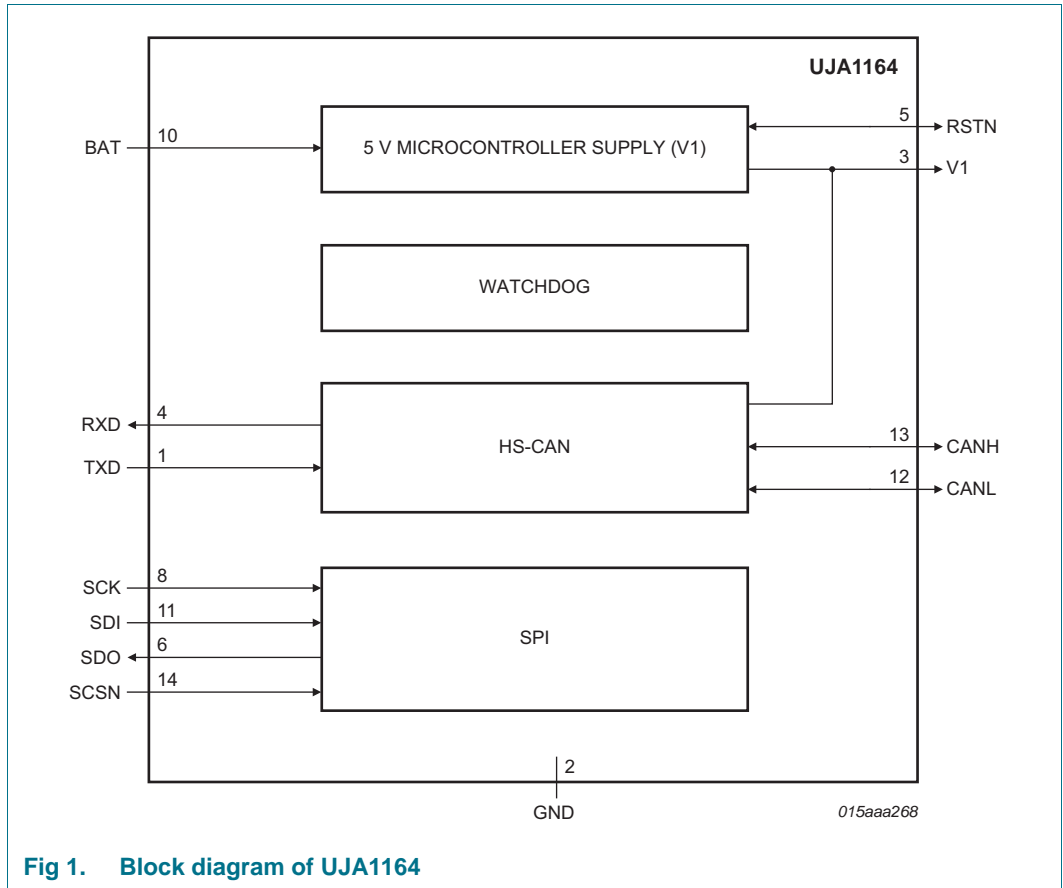 UJA1164
5
RSTN
BAT
10
5 V MICROCONTROLLER SUPPLY (V1)
3
V1
WATCHDOG
RXD
4
TXD
1
HS-CAN
13
CANH
12
CANL
SCK
8
SDI
11
SDO
6
SCSN
14
SPI
2
GND
015aaa268
Fig 1. Block diagram of UJA1164